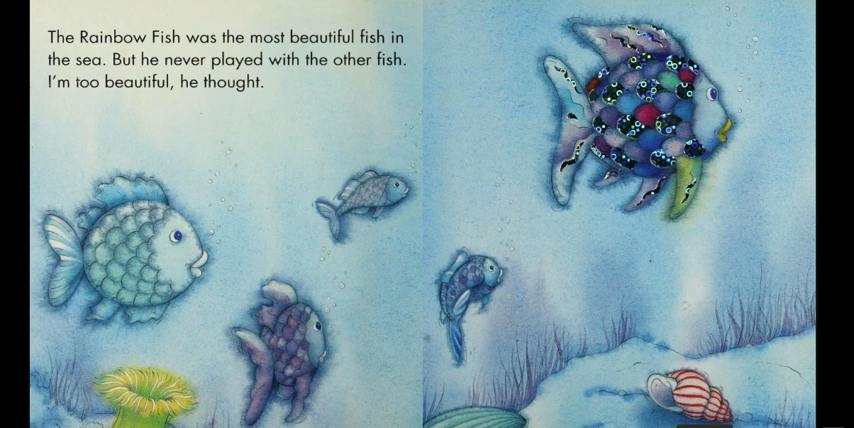 The Rainbow Fish was the most beautiful fish in
the sea. But he never played with the other fish.
I'm too beautiful, he thought.